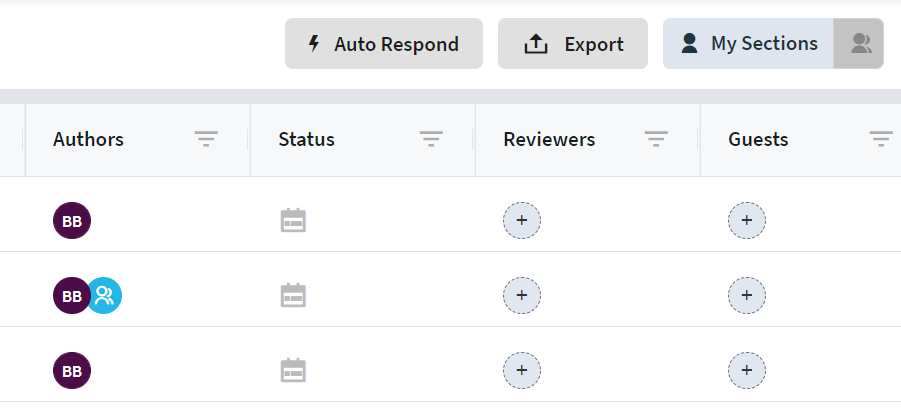 Auto Respond Export My Sections
Authors Status Reviewers Guests
BB + +
BB + +
BB + +